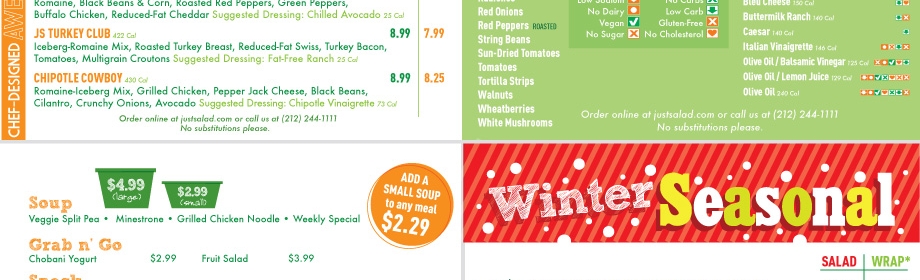 CHEF-DESIGNED
Romaine, Black Beans & Corn, Roasted Red Peppers, Green Peppers,
Buffalo Chicken, Reduced-Fat Cheddar Suggested Dressing: Chilled Avocado 25 Cal
JS TURKEY CLUB 422 Cal 8.99 7.99
Iceberg-Romaine Mix, Roasted Turkey Breast, Reduced-Fat Swiss, Turkey Bacon,
Tomatoes, Multigrain Croutons Suggested Dressing: Fat-Free Ranch 25 Cal
CHIPOTLE COWBOY 430 Cal 8.99 8.25
Romaine-Iceberg Mix, Grilled Chicken, Pepper Jack Cheese, Black Beans,
Cilantro, Crunchy Onions, Avocado Suggested Dressing: Chipotle Vinaigrette 73 Cal
Order online at justsalad.com or call us at (212) 244-1111
No substitutions please.
Red Onions
Red Peppers ROASTED
String Beans
Sun-Dried Tomatoes
Tomatoes
Tortilla Strips
Walnuts
Wheatberries
White Mushrooms
Low Sodium No Carbs
No Dairy Low Carb
Vegan Gluten-Free
No Sugar No Cholesterol
Bleu Cheese 150 Cal
Buttermilk Ranch 140 Cal
Caesar 140 Cal
Italian Vinaigrette 146 Cal
Olive Oil / Balsamic Vinegar 125 Cal
Olive Oil / Lemon Juice 129 Cal
Olive Oil 240 Cal
Order online at justsalad.com or call us at (212) 244-1111
No substitutions please.
Soup
$4.99
(large)
$2.99
(small)
Veggie Split Pea • Minestrone • Grilled Chicken Noodle • Weekly Special
ADD A
SMALL SOUP
to any meal
$2.29
Grab n' Go
Chobani Yogurt $2.99 Fruit Salad $3.99
Winter Seasonal
SALAD WRAP*